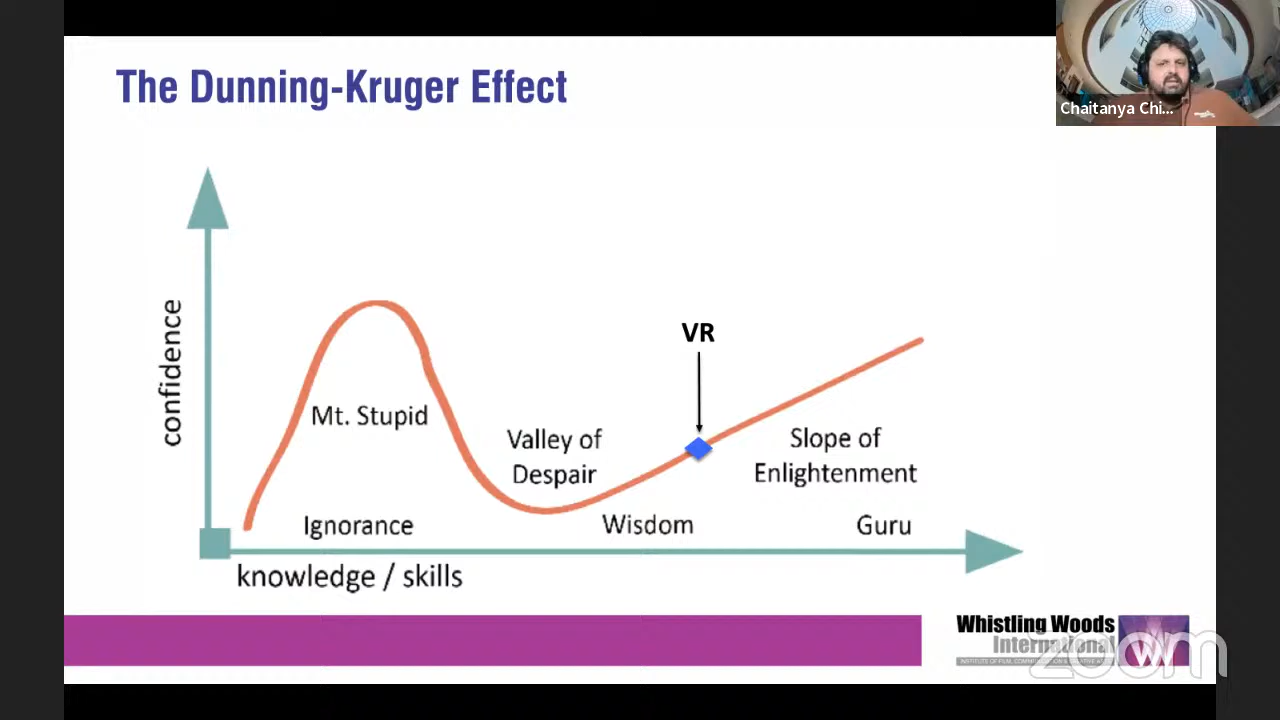 The Dunning-Kruger Effect
Chaitanya Chi...
confidence
VR
Mt. Stupid
Valley of
Despair
Slope of
Enlightenment
Ignorance
Wisdom
Guru
knowledge / skills
Whistling Woods
International
zoom